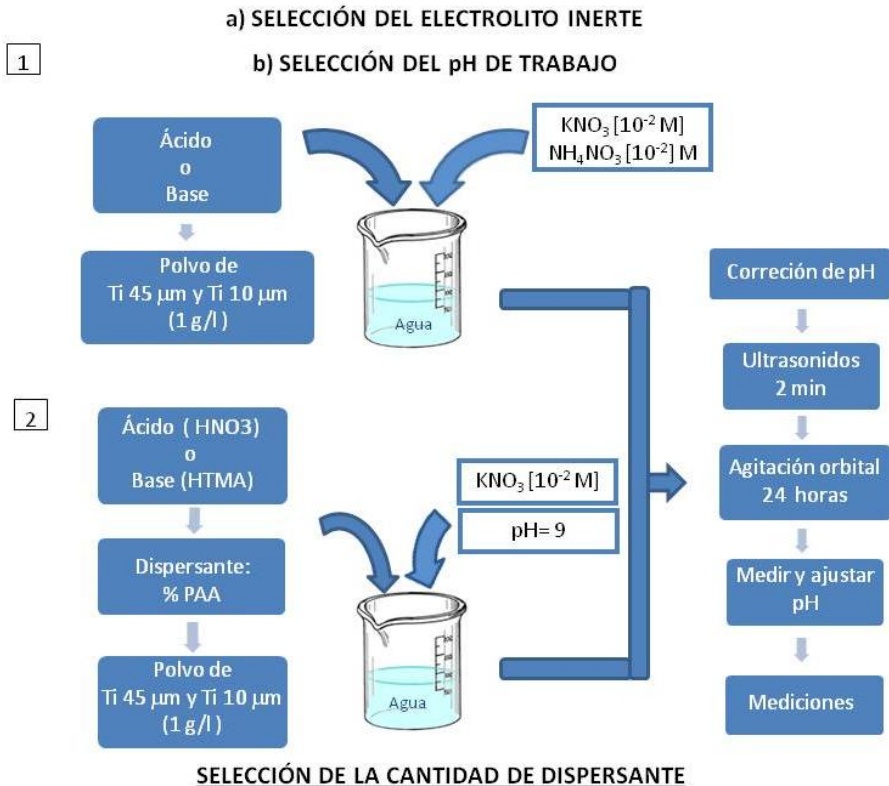 a) SELECCIÓN DEL ELECTROLITO INERTE
1
b) SELECCIÓN DEL pH DE TRABAJO
Ácido
o
Base
KNO₃ [10⁻² M]
NH₄NO₃ [10⁻²] M
Polvo de
Ti 45 µm y Ti 10 µm
(1 g/l)
Agua
2
Ácido ( HNO3)
o
Base (HTMA)
Dispersante:
% PAA
Polvo de
Ti 45 µm y Ti 10 µm
(1 g/l)
KNO₃ [10⁻² M]
pH= 9
Agua
Correción de pH
Ultrasonidos
2 min
Agitación orbital
24 horas
Medir y ajustar
pH
Mediciones
SELECCIÓN DE LA CANTIDAD DE DISPERSANTE